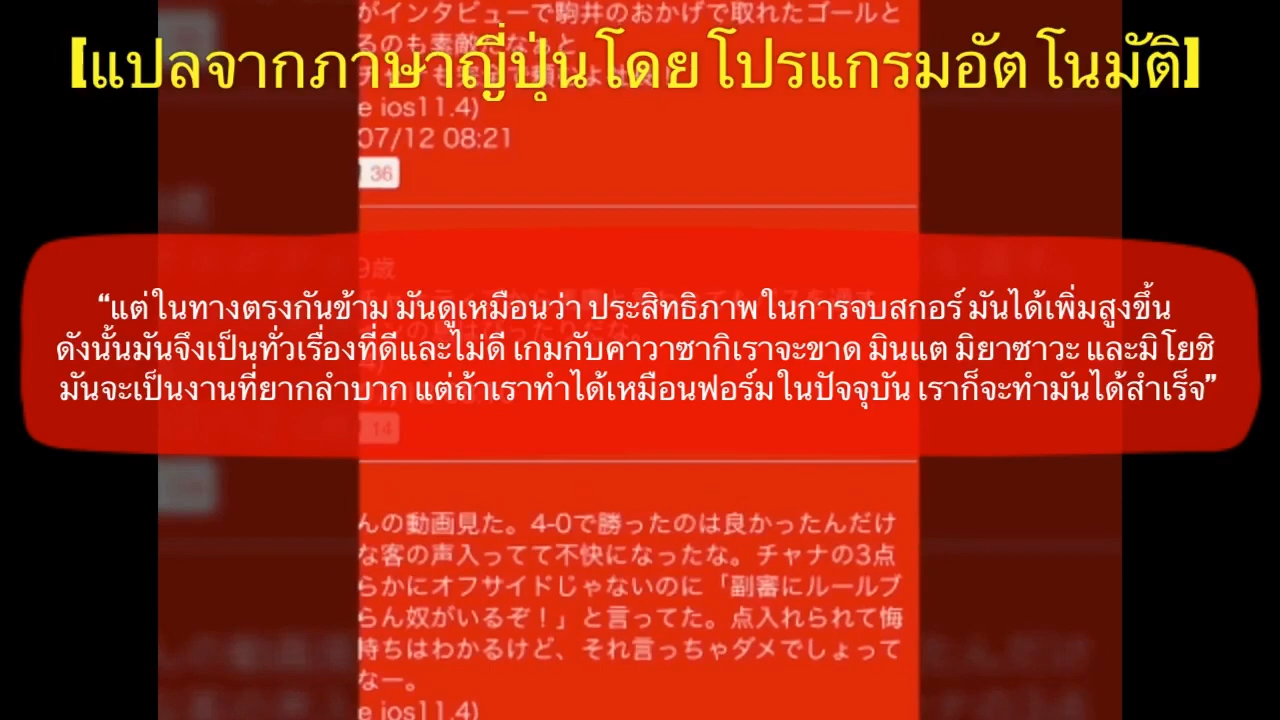 がインタビューで駒井のおかげで取れたゴールと
るのも素敵だなぁと
[แปลจากภาษาญี่ปุ่นโดยโปรแกรมอัตโนมัติ]
e ios11.4)
07/12 08:21
36
9歳
“แต่ในทางตรงกันข้าม มันดูเหมือนว่า ประสิทธิภาพในการจบสกอร์มันได้เพิ่มสูงขึ้น
ดังนั้นมันจึงเป็นทั่วเรื่องที่ดีและไม่ดี เกมกับคาวาซากิเราจะขาด มินแต มิยาซาวะ และมิโยชิ
มันจะเป็นงานที่ยากลำบาก แต่ถ้าเราทำได้เหมือนฟอร์มในปัจจุบัน เราก็จะทำมันได้สำเร็จ”
14
んの動画見た。4-0で勝ったのは良かったんだけ
な客の声入ってて不快になったな。チャナの3点
らかにオフサイドじゃないのに「副審にルールブ
らん奴がいるぞ！」と言ってた。点入れられて悔
持ちはわかるけど、それ言っちゃダメでしょって
なー。
e ios11.4)